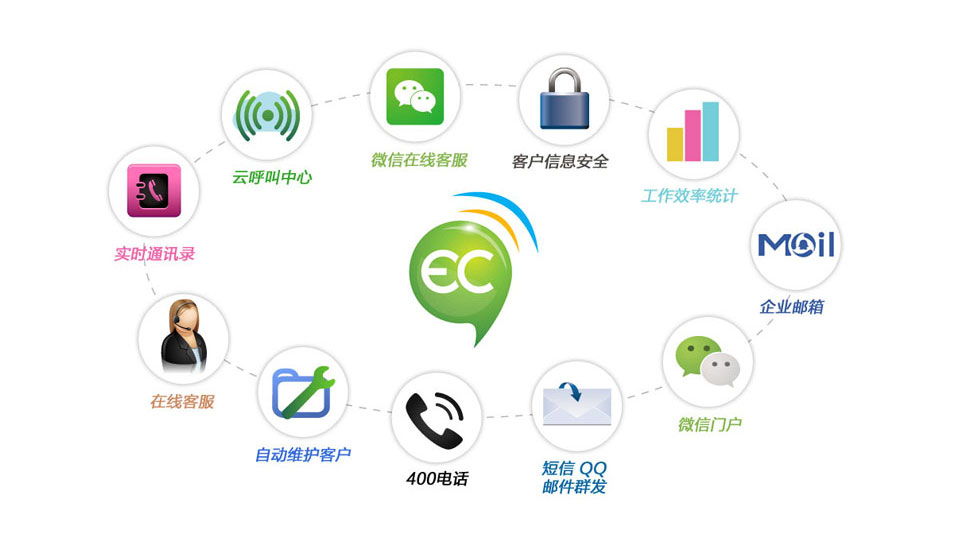 微信在线客服
客户信息安全
云呼叫中心
工作效率统计
实时通讯录
EC
Mail
企业邮箱
在线客服
微信门户
自动维护客户
400电话
短信 QQ
邮件群发